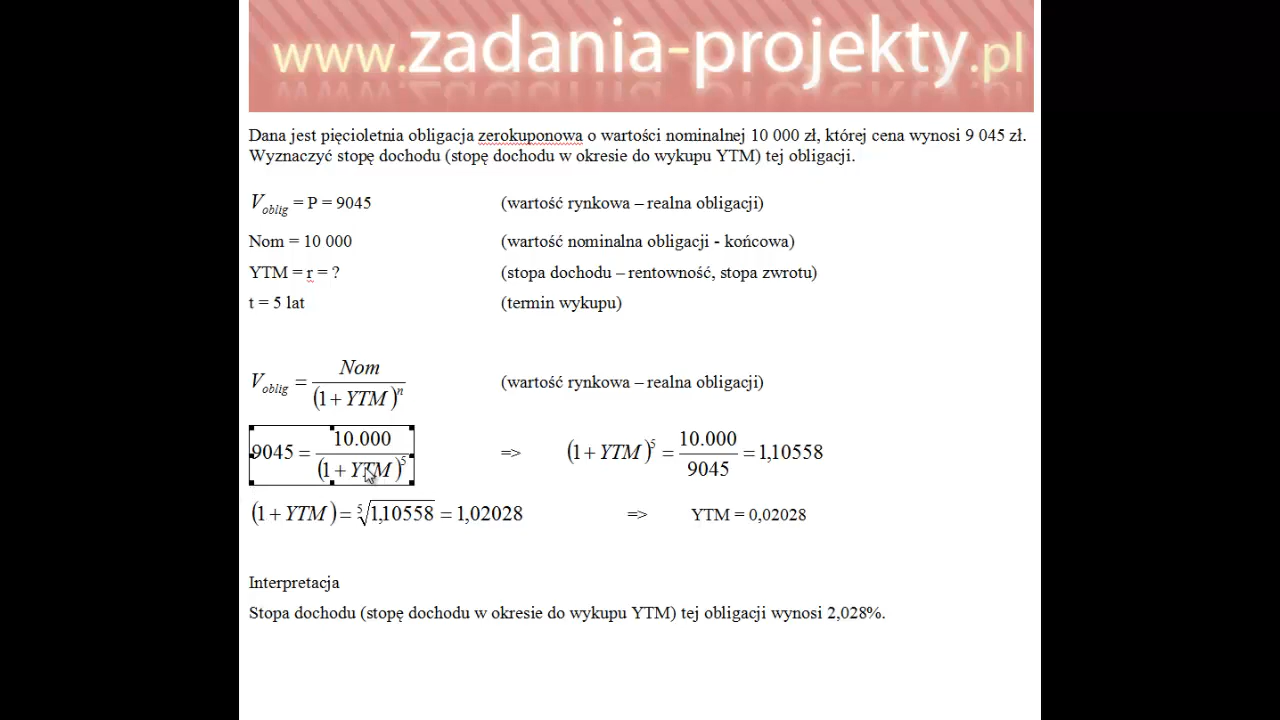 www.zadania-projekty.pl
Dana jest pięcioletnia obligacja zerokuponowa o wartości nominalnej 10 000 zł, której cena wynosi 9 045 zł.
Wyznaczyć stopę dochodu (stopę dochodu w okresie do wykupu YTM) tej obligacji.
V_oblig = P = 9045 (wartość rynkowa – realna obligacji)
Nom = 10 000 (wartość nominalna obligacji - końcowa)
YTM = r = ? (stopa dochodu – rentowność, stopa zwrotu)
t = 5 lat (termin wykupu)
V_oblig = Nom / (1 + YTM)^n (wartość rynkowa – realna obligacji)
9045 = 10.000 / (1 + YTM)^5 => (1 + YTM)^5 = 10.000 / 9045 = 1,10558
(1 + YTM) = ⁵√1,10558 = 1,02028 => YTM = 0,02028
Interpretacja
Stopa dochodu (stopę dochodu w okresie do wykupu YTM) tej obligacji wynosi 2,028%.